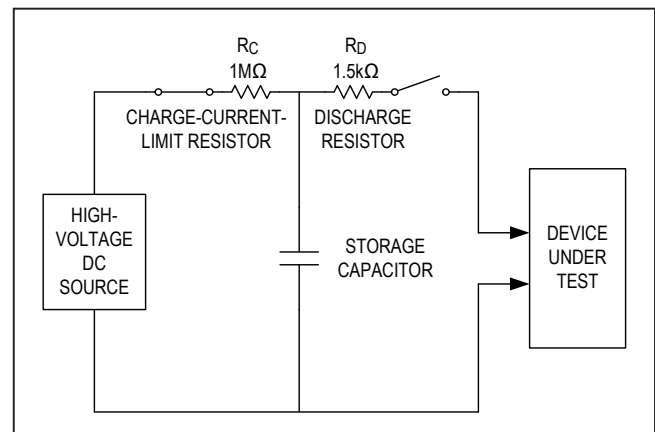 RC
1MΩ
CHARGE-CURRENT-
LIMIT RESISTOR
RD
1.5kΩ
DISCHARGE
RESISTOR
HIGH-
VOLTAGE
DC
SOURCE
STORAGE
CAPACITOR
DEVICE
UNDER
TEST